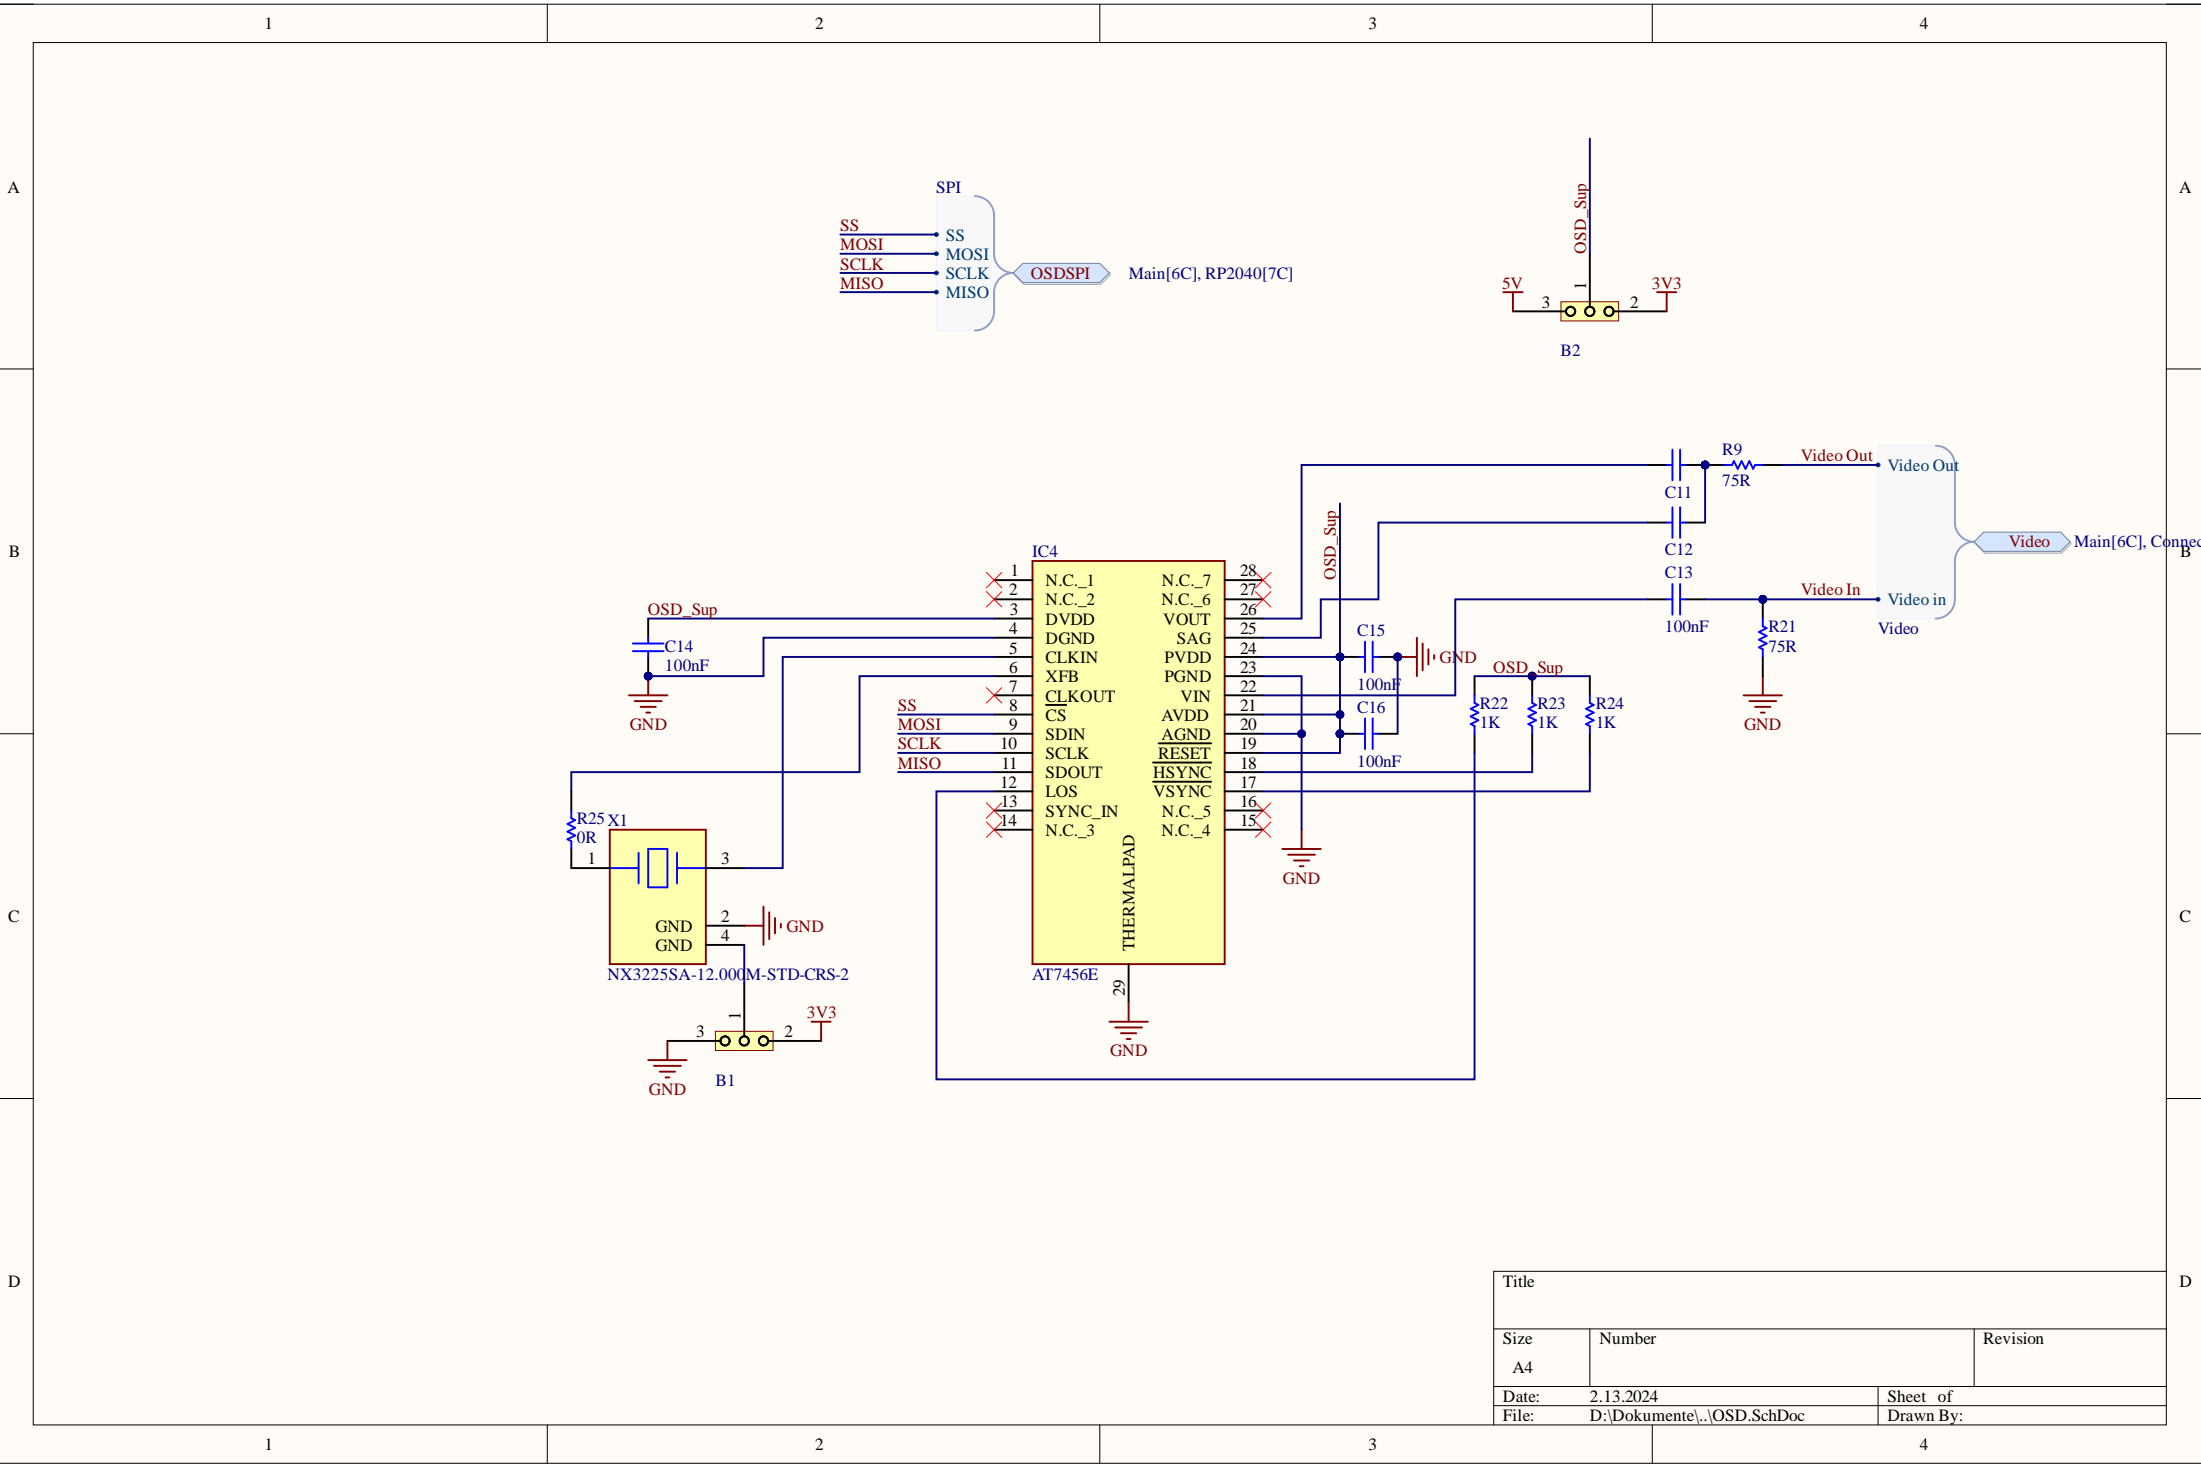 1 2 3 4
A A
SPI
SS SS
MOSI MOSI
SCLK SCLK
MISO MISO
OSDSPI Main[6C], RP2040[7C]
OSD_Sup
5V 3 1 2 3V3
B2
B B
R9
75R
Video Out Video Out
C11
C12
C13
100nF
Video In Video in
Video
Video Main[6C], Connec
R21
75R
GND
OSD_Sup
IC4
1 N.C._1 N.C._7 28
2 N.C._2 N.C._6 27
3 DVDD VOUT 26
4 DGND SAG 25
5 CLKIN PVDD 24
6 XFB PGND 23
7 CLKOUT VIN 22
8 CS AVDD 21
9 SDIN AGND 20
10 SCLK RESET 19
11 SDOUT HSYNC 18
12 LOS VSYNC 17
13 SYNC_IN N.C._5 16
14 N.C._3 N.C._4 15
THERMALPAD
29
AT7456E
GND
OSD_Sup
C14
100nF
GND
SS
MOSI
SCLK
MISO
C15
100nF
GND
C16
100nF
GND
OSD_Sup
R22
1K
R23
1K
R24
1K
C C
R25
0R
X1
1 3
GND 2 GND
GND 4
NX3225SA-12.000M-STD-CRS-2
3 1 2 3V3
GND
B1
D D
Title
Size Number Revision
A4
Date: 2.13.2024 Sheet of
File: D:\Dokumente\..\OSD.SchDoc Drawn By:
1 2 3 4